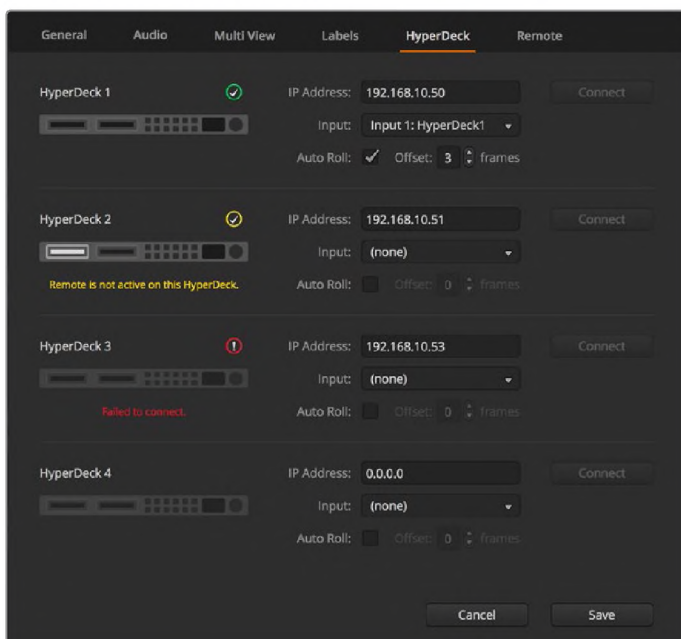 General Audio Multi View Labels HyperDeck Remote
HyperDeck 1 IP Address: 192.168.10.50 Connect
Input: Input 1: HyperDeck1
Auto Roll: Offset: 3 frames
HyperDeck 2 IP Address: 192.168.10.51 Connect
Input: (none)
Remote is not active on this HyperDeck. Auto Roll: Offset: 0 frames
HyperDeck 3 IP Address: 192.168.10.53 Connect
Input: (none)
Failed to connect. Auto Roll: Offset: 0 frames
HyperDeck 4 IP Address: 0.0.0.0 Connect
Input: (none)
Auto Roll: Offset: 0 frames
Cancel Save